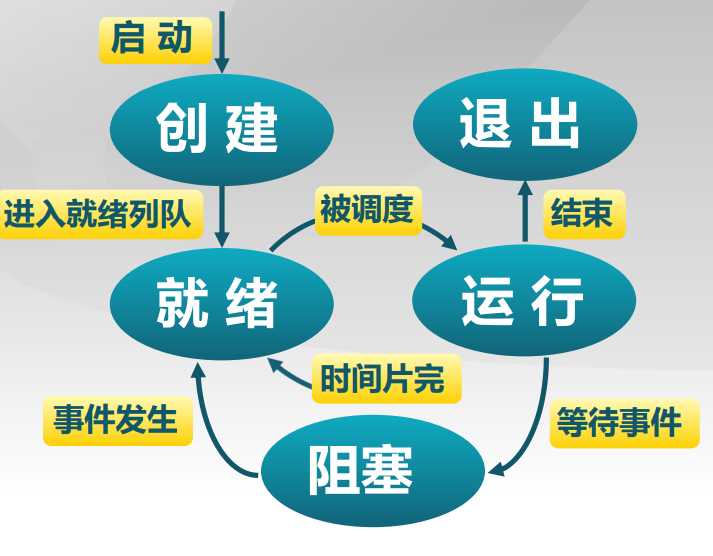 启 动
创 建
退 出
进入就绪列队
被调度
结束
就 绪
运 行
时间片完
事件发生
等待事件
阻塞